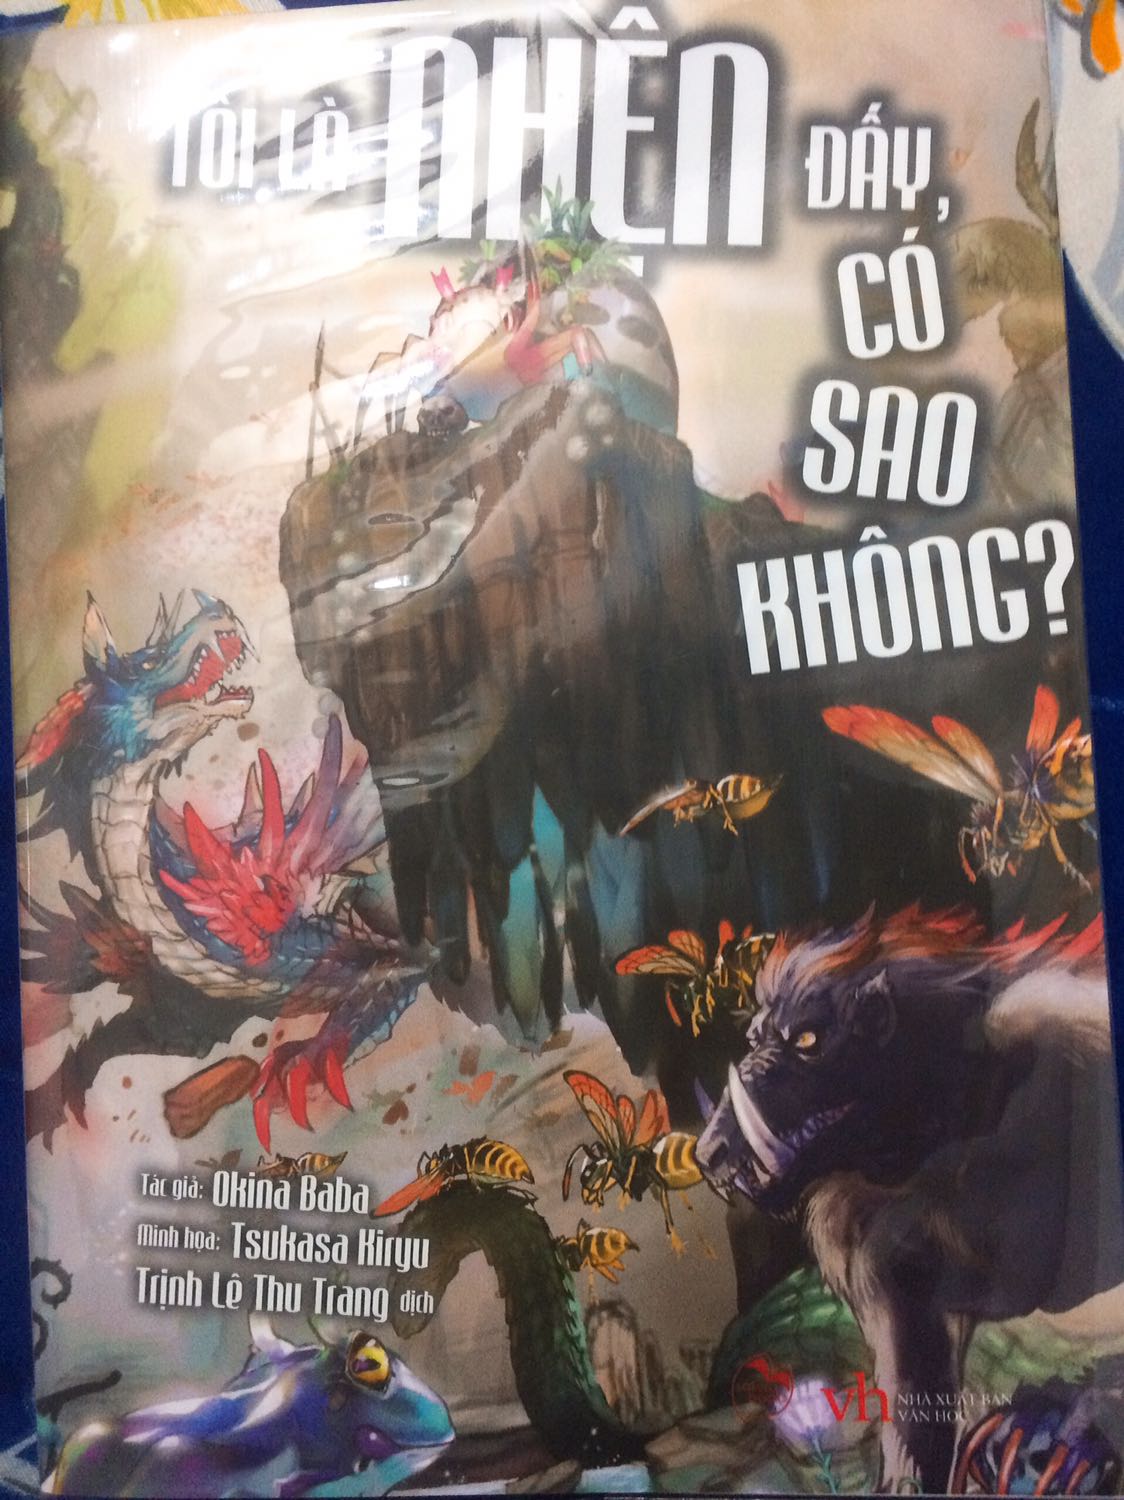 TÔI LÀ NHỆN ĐẤY,
CÓ
SAO
KHÔNG?
Tác giả: Okina Baba
Minh họa: Tsukasa Kiryu
Trịnh Lê Thu Trang dịch
vh NHÀ XUẤT BẢN
VĂN HỌC